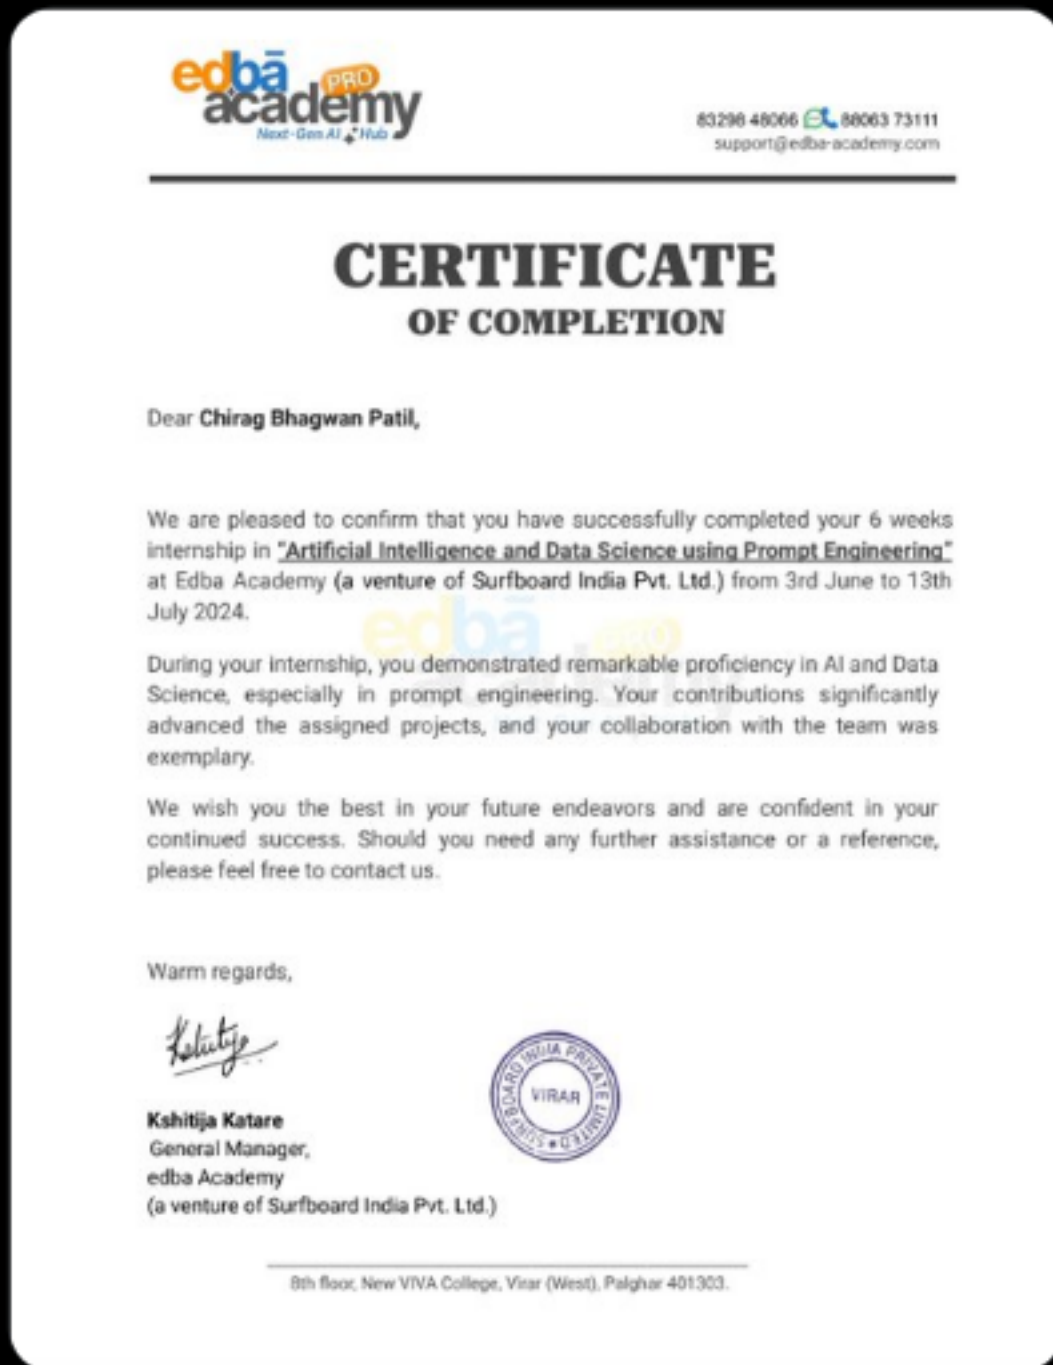 edbā PRO
academy
Next-Gen AI Hub
83298 48066 88063 73111
support@edba-academy.com
CERTIFICATE
OF COMPLETION
Dear Chirag Bhagwan Patil,
We are pleased to confirm that you have successfully completed your 6 weeks
internship in "Artificial Intelligence and Data Science using Prompt Engineering"
at Edba Academy (a venture of Surfboard India Pvt. Ltd.) from 3rd June to 13th
July 2024.
During your internship, you demonstrated remarkable proficiency in AI and Data
Science, especially in prompt engineering. Your contributions significantly
advanced the assigned projects, and your collaboration with the team was
exemplary.
We wish you the best in your future endeavors and are confident in your
continued success. Should you need any further assistance or a reference,
please feel free to contact us.
Warm regards,
Kshitija
Kshitija Katare
General Manager,
edba Academy
(a venture of Surfboard India Pvt. Ltd.)
SURFBOARD INDIA PRIVATE LIMITED
VIRAR
8th floor, New VIVA College, Virar (West), Palghar 401303.